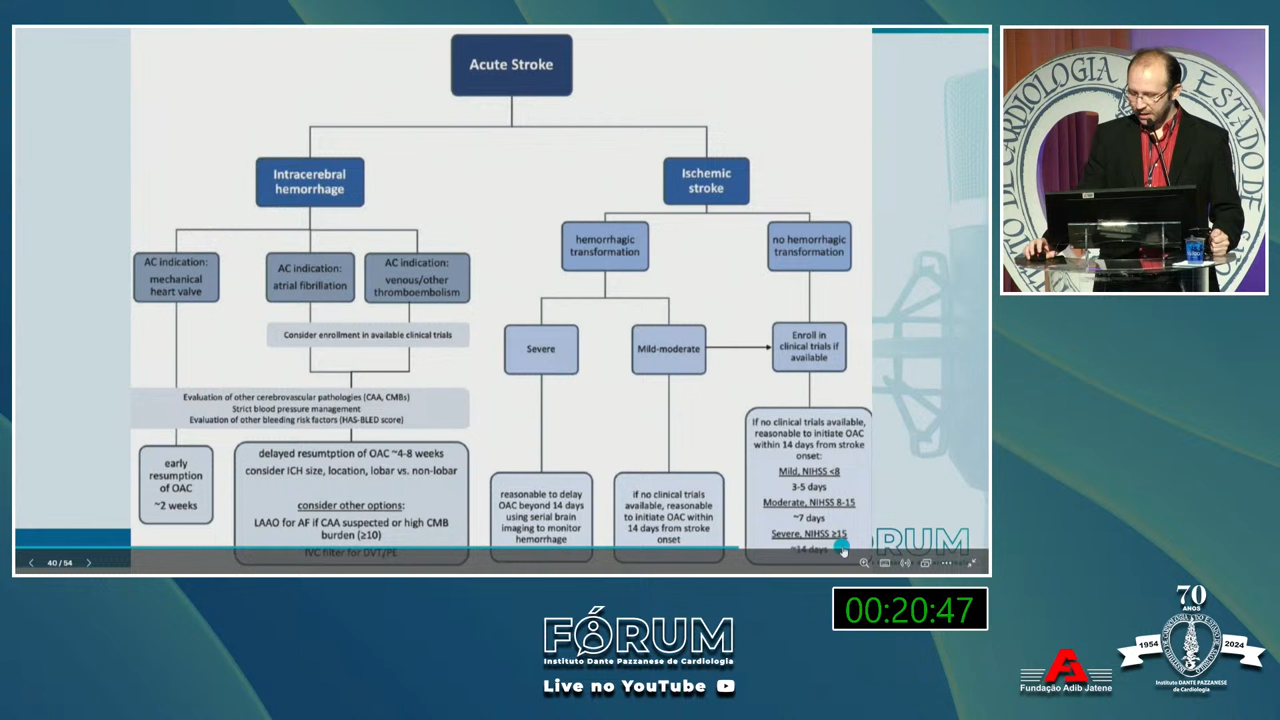 Acute Stroke
Intracerebral
hemorrhage
Ischemic
stroke
hemorrhagic
transformation
no hemorrhagic
transformation
AC indication:
mechanical
heart valve
AC indication:
atrial fibrillation
AC indication:
venous/other
thromboembolism
Consider enrollment in available clinical trials
Severe
Mild-moderate
Enroll in
clinical trials if
available
Evaluation of other cerebrovascular pathologies (CAA, CMBs)
Strict blood pressure management
Evaluation of other bleeding risk factors (HAS-BLED score)
early
resumption
of OAC
~2 weeks
delayed resumtption of OAC ~4-8 weeks
consider ICH size, location, lobar vs. non-lobar
consider other options:
LAAO for AF if CAA suspected or high CMB
burden (≥10)
IVC filter for DVT/PE
reasonable to delay
OAC beyond 14 days
using serial brain
imaging to monitor
hemorrhage
if no clinical trials
available, reasonable
to initiate OAC within
14 days from stroke
onset
If no clinical trials available,
reasonable to initiate OAC
within 14 days from stroke
onset:
Mild, NIHSS <8
3-5 days
Moderate, NIHSS 8-15
~7 days
Severe, NIHSS ≥15
~14 days
ORUM
40 / 54
TO DE CARDIOLOGIA DO ESTADO DE
00:20:47
FÓRUM
Instituto Dante Pazzanese de Cardiologia
Live no YouTube
Fundação Adib Jatene
70
ANOS
1954
2024
Instituto DANTE PAZZANESE
de Cardiologia